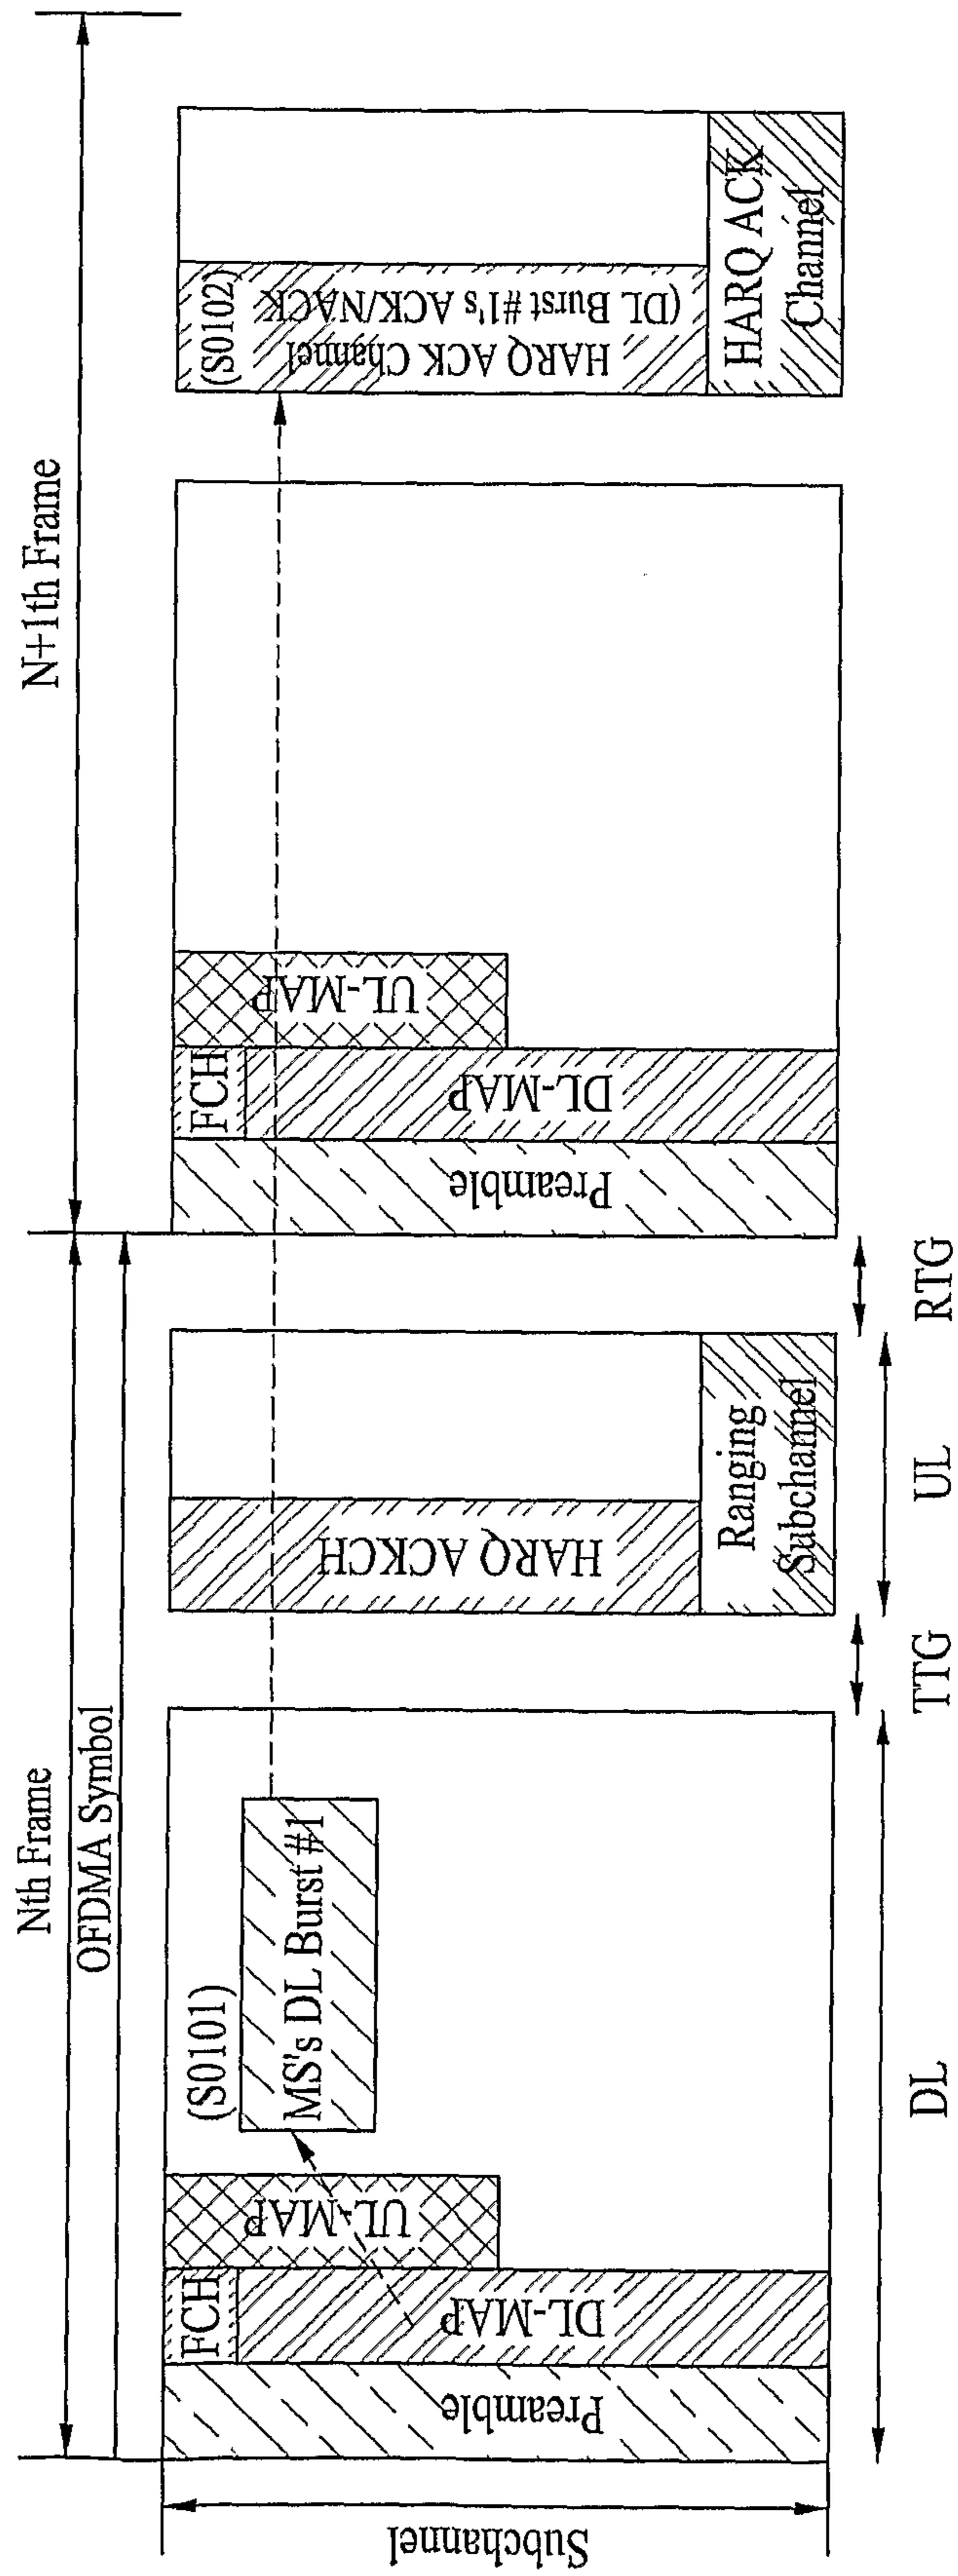 Nth Frame
N+1th Frame
OFDMA Symbol
Subchannel
Preamble
FCH
DL-MAP
UL-MAP
(S0101)
MS's DL Burst #1
HARQ ACKCH
Ranging
Subchannel
Preamble
FCH
DL-MAP
UL-MAP
(S0102)
HARQ ACK Channel
(DL Burst #1's ACK/NACK
HARQ ACK
Channel
DL
TTG
UL
RTG